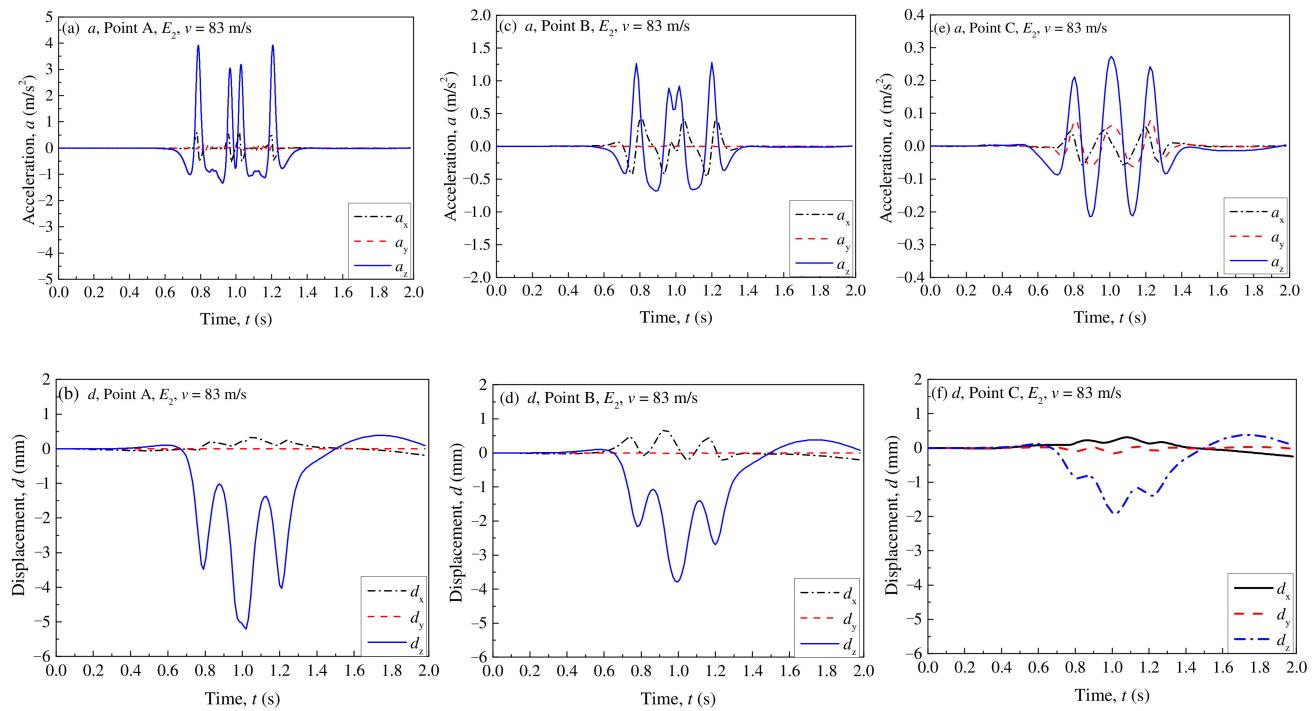 (a) a, Point A, E₂, v = 83 m/s
Acceleration, a (m/s²)
5
4
3
2
1
0
−1
−2
−3
−4
−5
aₓ
a_y
a_z
0.0 0.2 0.4 0.6 0.8 1.0 1.2 1.4 1.6 1.8 2.0
Time, t (s)
(c) a, Point B, E₂, v = 83 m/s
Acceleration, a (m/s²)
2.0
1.5
1.0
0.5
0.0
−0.5
−1.0
−1.5
−2.0
aₓ
a_y
a_z
0.0 0.2 0.4 0.6 0.8 1.0 1.2 1.4 1.6 1.8 2.0
Time, t (s)
(e) a, Point C, E₂, v = 83 m/s
Acceleration, a (m/s²)
0.4
0.3
0.2
0.1
0.0
−0.1
−0.2
−0.3
0.4
aₓ
a_y
a_z
0.0 0.2 0.4 0.6 0.8 1.0 1.2 1.4 1.6 1.8 2.0
Time, t (s)
(b) d, Point A, E₂, v = 83 m/s
Displacement, d (mm)
2
1
0
−1
−2
−3
−4
−5
−6
dₓ
d_y
d_z
0.0 0.2 0.4 0.6 0.8 1.0 1.2 1.4 1.6 1.8 2.0
Time, t (s)
(d) d, Point B, E₂, v = 83 m/s
Displacement, d (mm)
2
1
0
−1
−2
−3
−4
−5
−6
dₓ
d_y
d_z
0.0 0.2 0.4 0.6 0.8 1.0 1.2 1.4 1.6 1.8 2.0
Time, t (s)
(f) d, Point C, E₂, v = 83 m/s
Displacement, d (mm)
2
1
0
−1
−2
−3
−4
−5
−6
dₓ
d_y
d_z
0.0 0.2 0.4 0.6 0.8 1.0 1.2 1.4 1.6 1.8 2.0
Time, t (s)